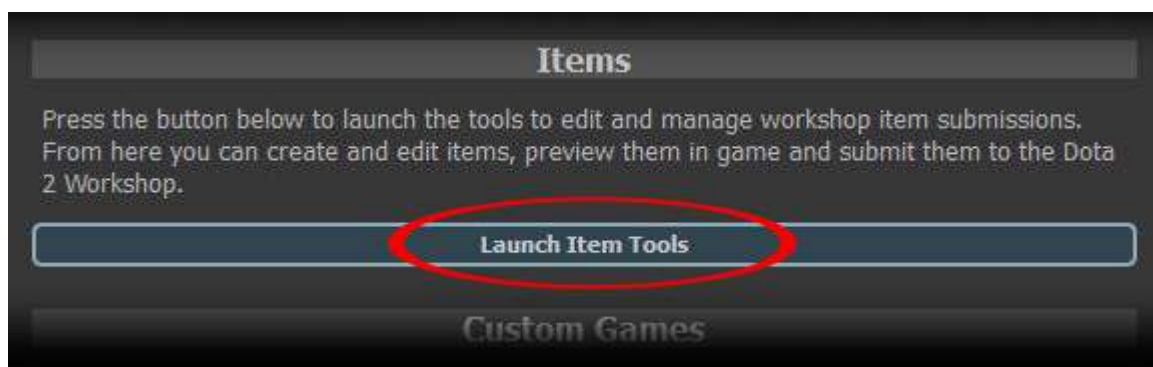 Items
Press the button below to launch the tools to edit and manage workshop item submissions.
From here you can create and edit items, preview them in game and submit them to the Dota
2 Workshop.
Launch Item Tools
Custom Games